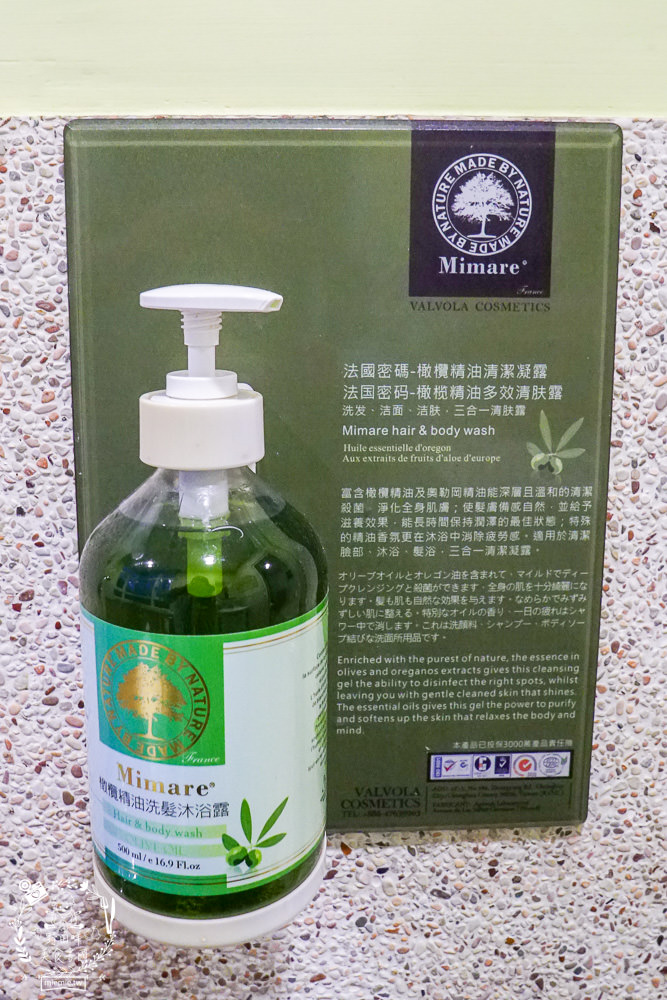 MADE BY NATURE MADE BY NATURE
Mimare®
France
VALVOLA COSMETICS
法國密碼-橄欖精油清潔凝露
法国密码-橄榄精油多效清肤露
洗发、洁面、洁肤，三合一清肤露
Mimare hair & body wash
Huile essentielle d'oregon
Aux extraits de fruits d'aloe d'europe
富含橄欖精油及奧勒岡精油能深層且溫和的清潔
殺菌，淨化全身肌膚；使髮膚備感自然，並給予
滋養效果，能長時間保持潤澤的最佳狀態；特殊
的精油香氛更在沐浴中消除疲勞感。適用於清潔
臉部、沐浴、髮浴，三合一清潔凝露。
オリーブオイルとオレゴン油を含まれて、マイルドでディー
プクレンジングと殺菌ができます。全身の肌を十分綺麗にな
ります。髪も肌も自然な効果を与えます。なめらかでみずみ
ずしい肌に整える。特別なオイルの香り、一日の疲れはシャ
ワー中で消します。これは洗顔料、シャンプー、ボディソー
プ結びな洗面所用品です。
Enriched with the purest of nature, the essence in
olives and oreganos extracts gives this cleansing
gel the ability to disinfect the right spots, whilst
leaving you with gentle cleaned skin that shines.
The essential oils gives this gel the power to purify
and softens up the skin that relaxes the body and
mind.
本產品已投保3000萬產品責任險
VALVOLA
COSMETICS
MADE BY NATURE MADE BY NATURE
France
Mimare®
橄欖精油洗髮沐浴露
Hair & body wash
OLIVE OIL
500 ml / e 16.9 Fl.oz
miemie.tw